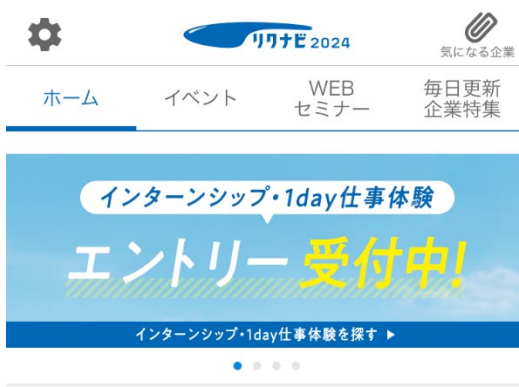 リクナビ2024
気になる企業
ホーム
イベント
WEB
セミナー
毎日更新
企業特集
インターンシップ・1day仕事体験
エントリー受付中!
インターンシップ・1day仕事体験を探す ▶